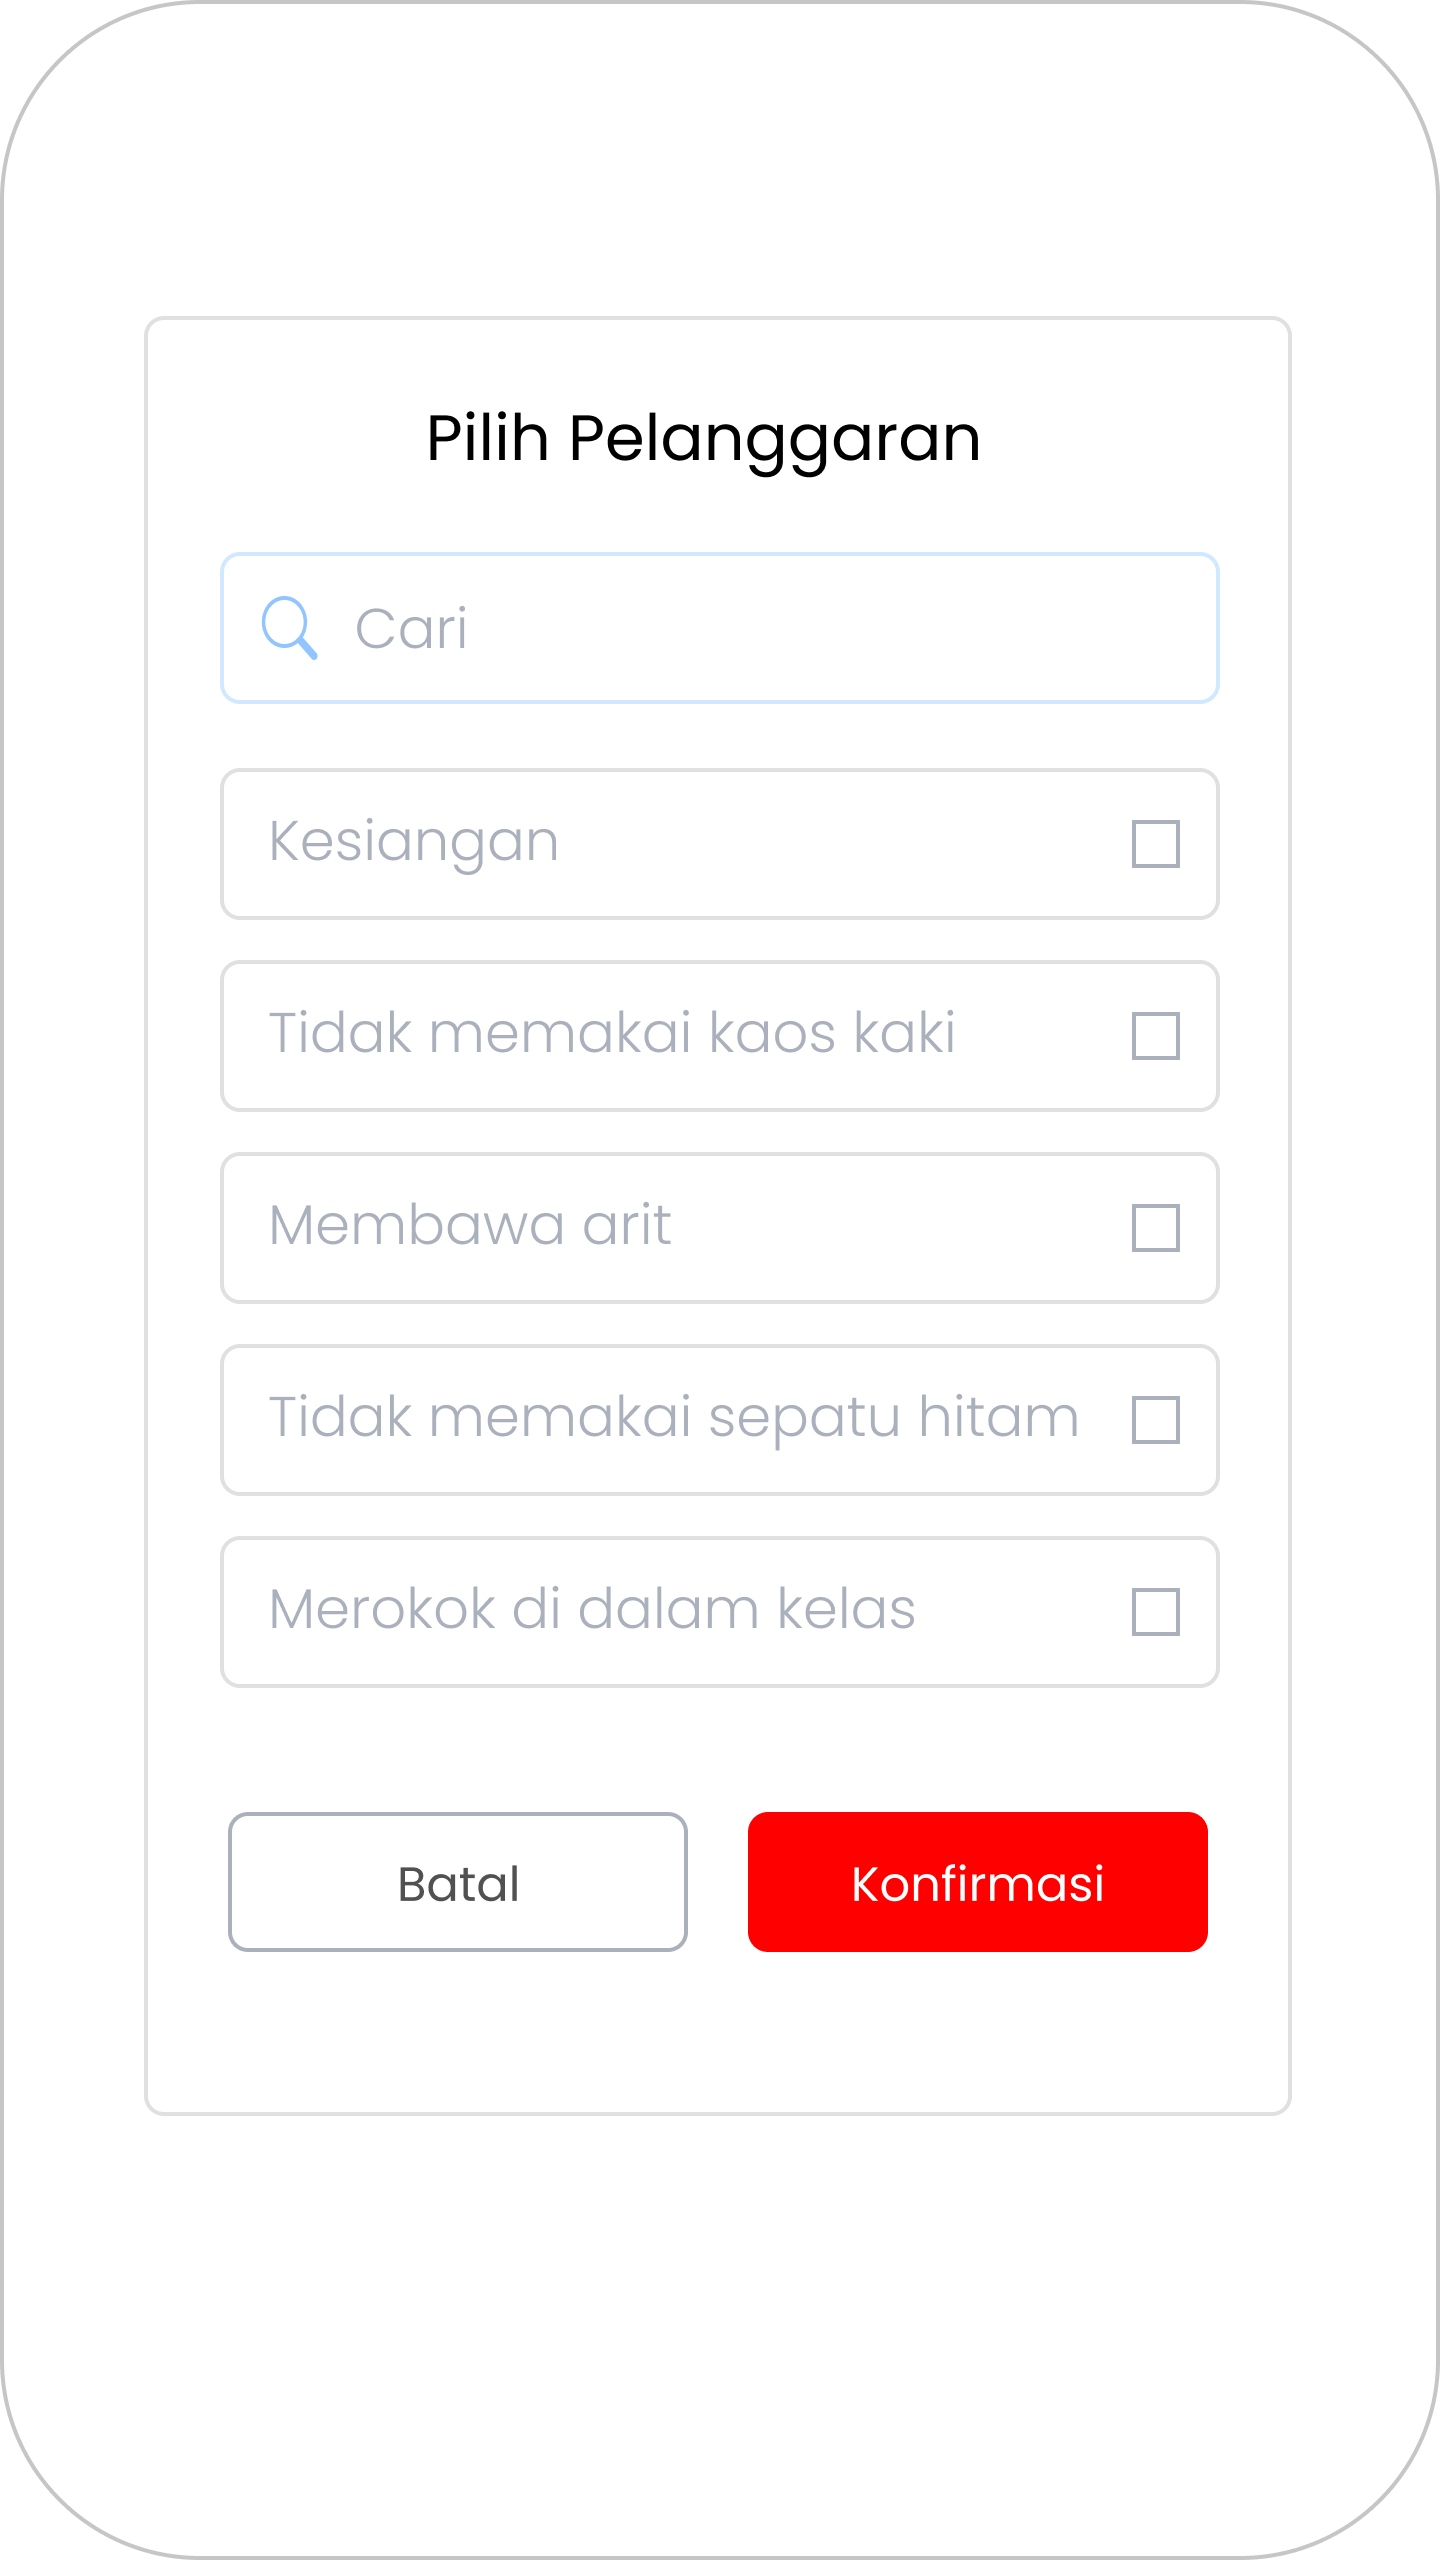 Pilih Pelanggaran
Cari
Kesiangan
Tidak memakai kaos kaki
Membawa arit
Tidak memakai sepatu hitam
Merokok di dalam kelas
Batal
Konfirmasi